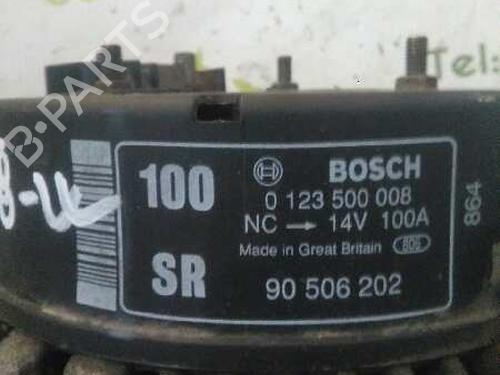 B-PARTS
Tel:
100
BOSCH
0 123 500 008
NC → 14V 100A
Made in Great Britain
SR
90 506 202
864